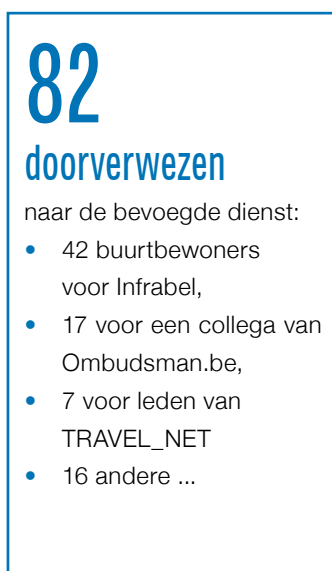 82
doorverwezen
naar de bevoegde dienst:
• 42 buurtbewoners
voor Infrabel,
• 17 voor een collega van
Ombudsman.be,
• 7 voor leden van
TRAVEL_NET
• 16 andere ...